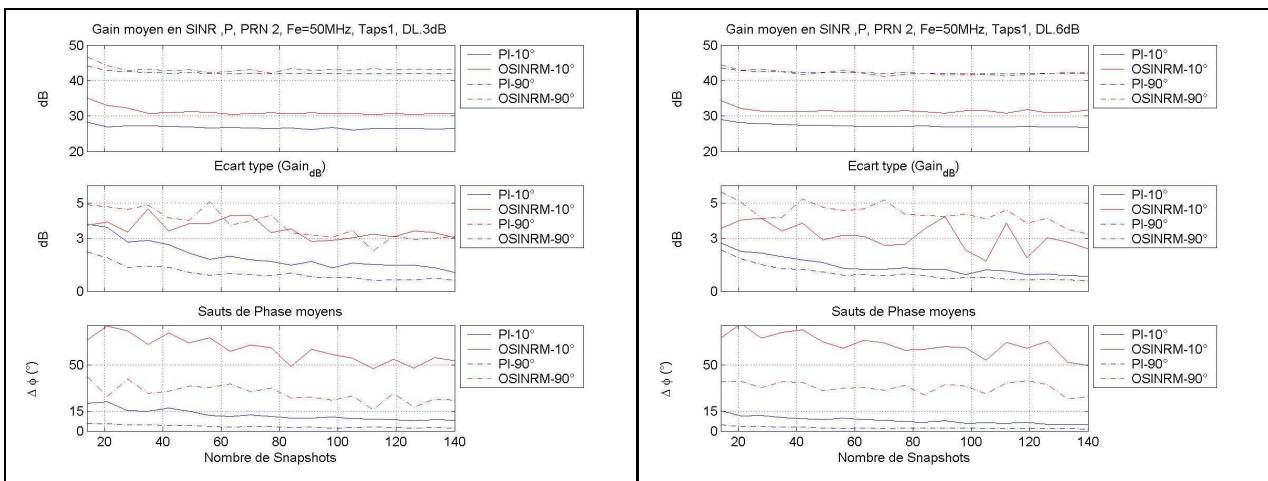 Gain moyen en SINR ,P, PRN 2, Fe=50MHz, Taps1, DL.3dB
50
40
30
20
dB
PI-10°
OSINRM-10°
PI-90°
OSINRM-90°
Ecart type (Gain dB)
5
3
0
dB
PI-10°
OSINRM-10°
PI-90°
OSINRM-90°
Sauts de Phase moyens
50
15
0
Δ ϕ (°)
PI-10°
OSINRM-10°
PI-90°
OSINRM-90°
20 40 60 80 100 120 140
Nombre de Snapshots
Gain moyen en SINR ,P, PRN 2, Fe=50MHz, Taps1, DL.6dB
50
40
30
20
dB
PI-10°
OSINRM-10°
PI-90°
OSINRM-90°
Ecart type (Gain dB)
5
3
0
dB
PI-10°
OSINRM-10°
PI-90°
OSINRM-90°
Sauts de Phase moyens
50
15
0
Δ ϕ (°)
PI-10°
OSINRM-10°
PI-90°
OSINRM-90°
20 40 60 80 100 120 140
Nombre de Snapshots